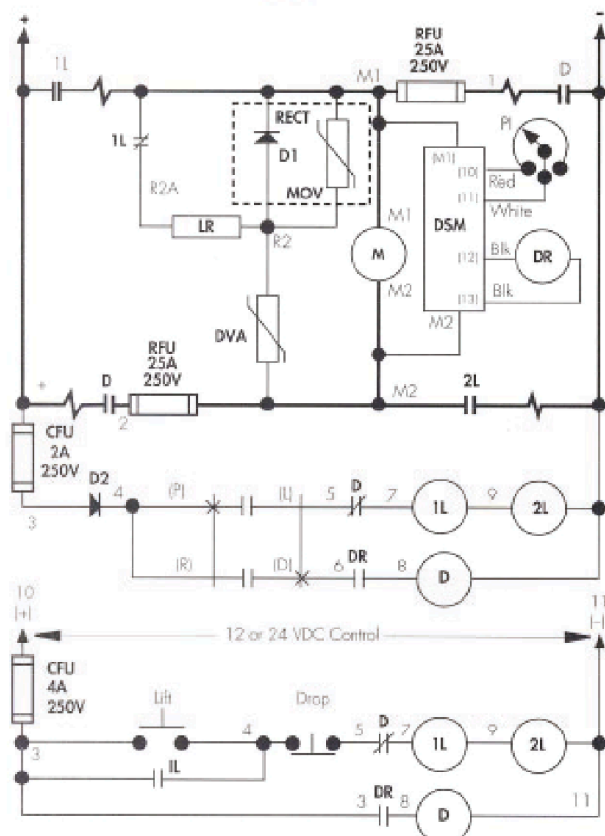 +
-
RFU
25A
250V
1L
M1
1
D
RECT
D1
MOV
1L
R2A
LR
R2
DVA
M1
M
M2
(M1)
(10)
Red
(11)
White
DSM
(12)
Blk
(13)
Blk
M2
PI
DR
RFU
25A
250V
+
D
2
M2
2L
CFU
2A
250V
3
D2
4
(P)
(L)
5
D
7
1L
9
2L
(R)
(D)
6
DR
8
D
10
(+)
12 or 24 VDC Control
11
(-)
CFU
4A
250V
Lift
Drop
3
4
5
D
7
1L
9
2L
1L
3
DR
8
D
11